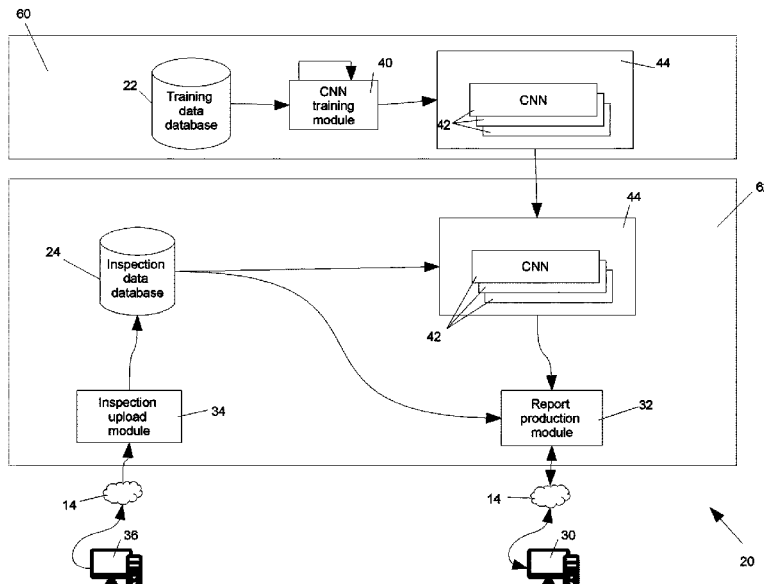 60
22
Training
data
database
CNN
training
module
40
44
CNN
42
24
Inspection
data
database
44
CNN
42
Inspection
upload
module
34
Report
production
module
32
14
14
36
30
20